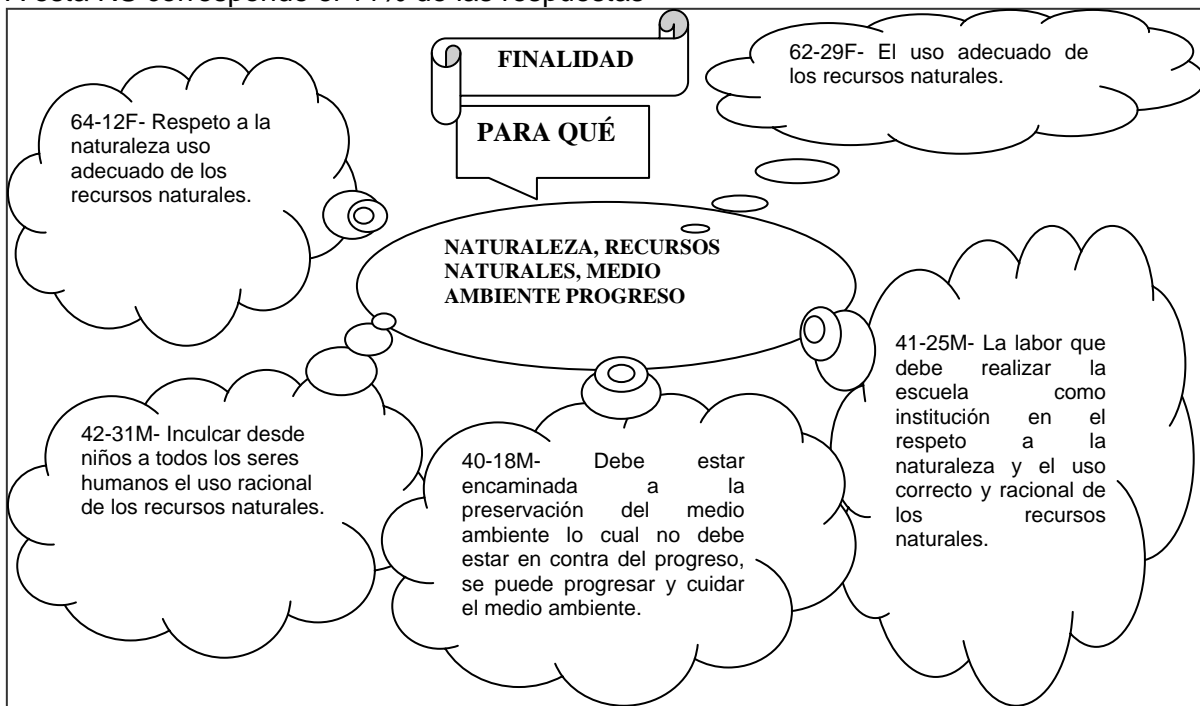 FINALIDAD
PARA QUÉ
62-29F- El uso adecuado de
los recursos naturales.
64-12F- Respeto a la
naturaleza uso
adecuado de los
recursos naturales.
NATURALEZA, RECURSOS
NATURALES, MEDIO
AMBIENTE PROGRESO
42-31M- Inculcar desde
niños a todos los seres
humanos el uso racional
de los recursos naturales.
40-18M- Debe estar
encaminada a la
preservación del medio
ambiente lo cual no debe
estar en contra del progreso,
se puede progresar y cuidar
el medio ambiente.
41-25M- La labor que
debe realizar la
escuela como
institución en el
respeto a la
naturaleza y el uso
correcto y racional de
los recursos
naturales.